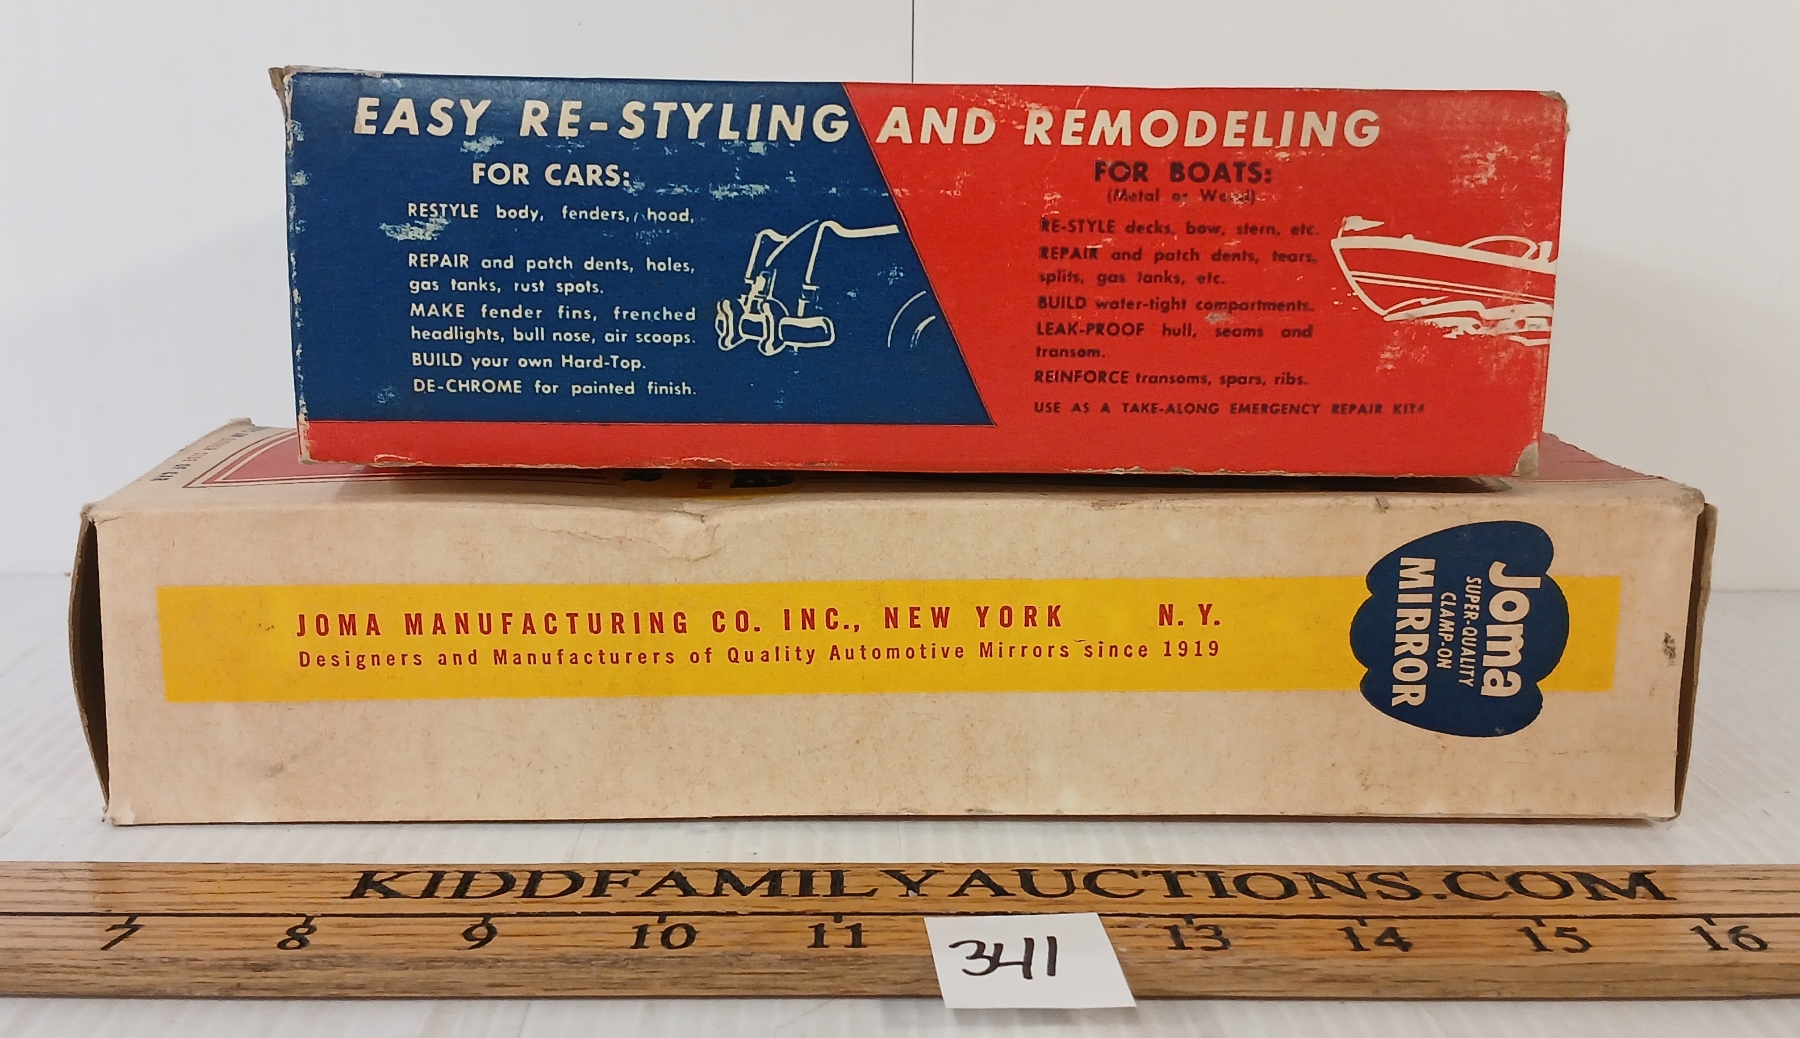 EASY RE-STYLING AND REMODELING
FOR CARS:
RESTYLE body, fenders, hood,
REPAIR and patch dents, holes,
gas tanks, rust spots.
MAKE fender fins, frenched
headlights, bull nose, air scoops.
BUILD your own Hard-Top.
DE-CHROME for painted finish.
FOR BOATS:
(Metal or Wood)
RE-STYLE decks, bow, stern, etc.
REPAIR and patch dents, tears,
splits, gas tanks, etc.
BUILD water-tight compartments.
LEAK-PROOF hull, seams and
transom.
REINFORCE transoms, spars, ribs.
USE AS A TAKE-ALONG EMERGENCY REPAIR KIT
OF CAR
JOMA MANUFACTURING CO. INC., NEW YORK N. Y.
Designers and Manufacturers of Quality Automotive Mirrors since 1919
Joma
SUPER-QUALITY
CLAMP-ON
MIRROR
KIDDFAMILYAUCTIONS.COM
7 8 9 10 11 13 14 15 16
341